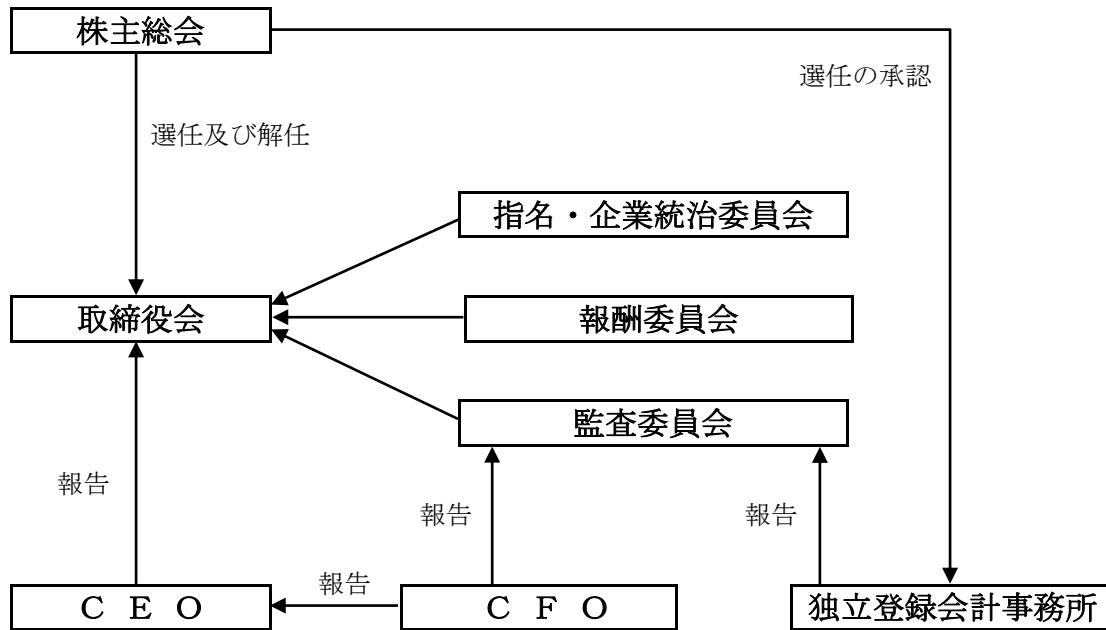 株主総会
選任の承認
選任及び解任
指名・企業統治委員会
取締役会
報酬委員会
監査委員会
報告
報告
報告
報告
ＣＥＯ
ＣＦＯ
独立登録会計事務所